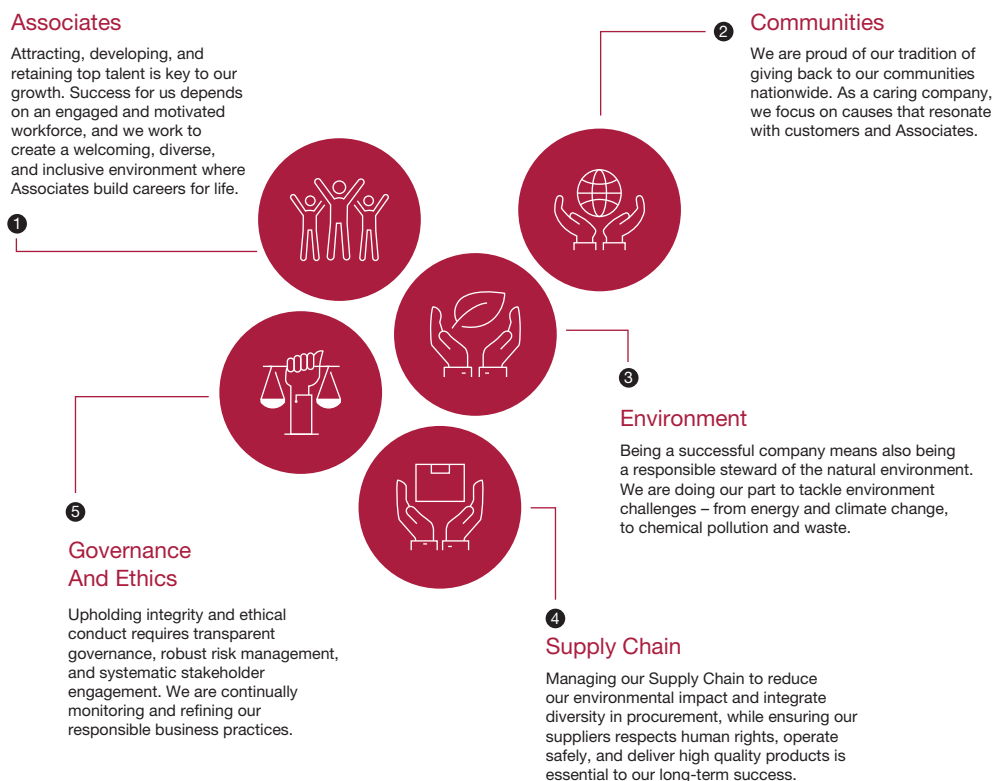 Associates
Attracting, developing, and
retaining top talent is key to our
growth. Success for us depends
on an engaged and motivated
workforce, and we work to
create a welcoming, diverse,
and inclusive environment where
Associates build careers for life.
1
2
Communities
We are proud of our tradition of
giving back to our communities
nationwide. As a caring company,
we focus on causes that resonate
with customers and Associates.
3
Environment
Being a successful company means also being
a responsible steward of the natural environment.
We are doing our part to tackle environment
challenges – from energy and climate change,
to chemical pollution and waste.
4
Supply Chain
Managing our Supply Chain to reduce
our environmental impact and integrate
diversity in procurement, while ensuring our
suppliers respects human rights, operate
safely, and deliver high quality products is
essential to our long-term success.
5
Governance
And Ethics
Upholding integrity and ethical
conduct requires transparent
governance, robust risk management,
and systematic stakeholder
engagement. We are continually
monitoring and refining our
responsible business practices.